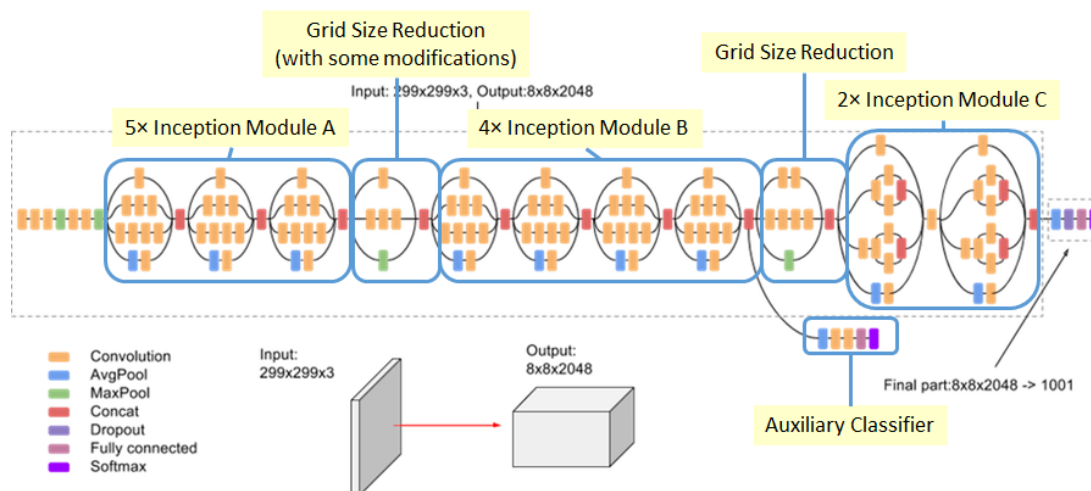 Grid Size Reduction
(with some modifications)
Grid Size Reduction
Input: 299x299x3, Output:8x8x2048
2× Inception Module C
5× Inception Module A
4× Inception Module B
Convolution
AvgPool
MaxPool
Concat
Dropout
Fully connected
Softmax
Input:
299x299x3
Output:
8x8x2048
Final part:8x8x2048 -> 1001
Auxiliary Classifier